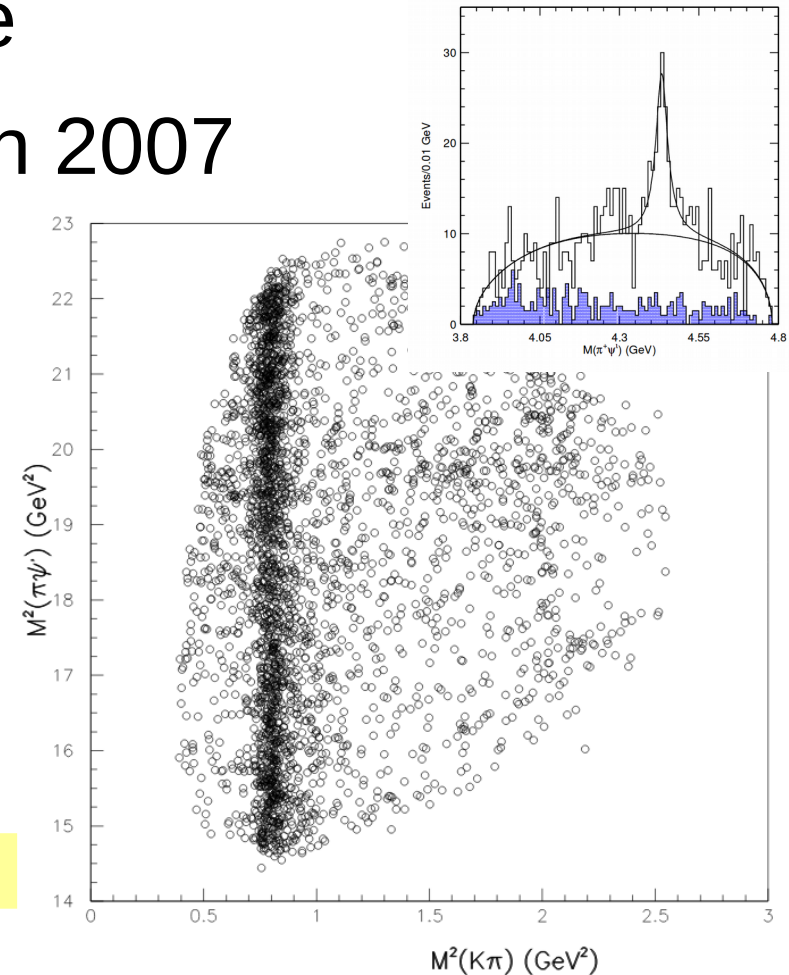 e
n 2007
30
20
10
0
Events/0.01 GeV
3.8 4.05 4.3 4.55 4.8
M(π⁺ψ') (GeV)
23
22
21
20
19
18
17
16
15
14
M²(πψ') (GeV²)
0 0.5 1 1.5 2 2.5 3
M²(Kπ) (GeV²)